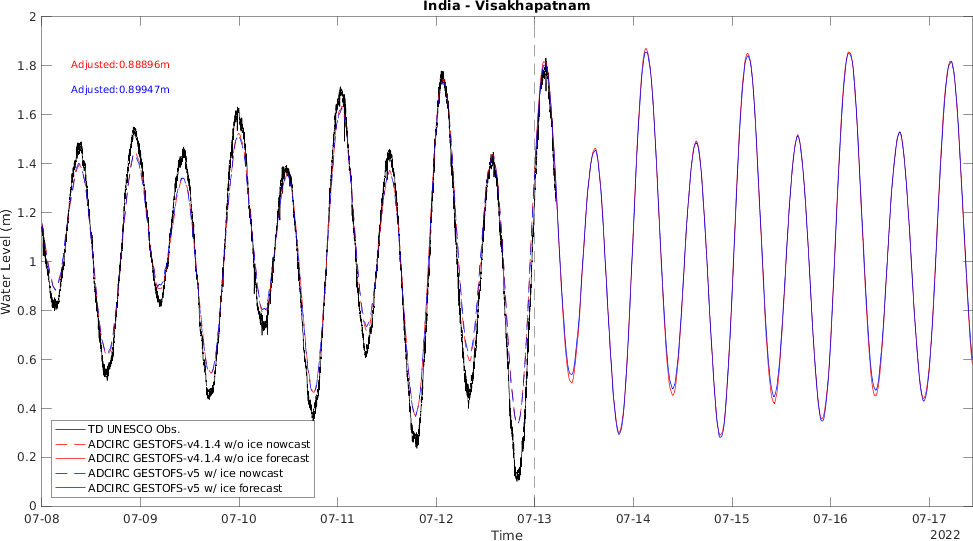 India - Visakhapatnam
2
1.8
1.6
1.4
1.2
1
0.8
0.6
0.4
0.2
0
Water Level (m)
Adjusted:0.88896m
Adjusted:0.89947m
TD UNESCO Obs.
ADCIRC GESTOFS-v4.1.4 w/o ice nowcast
ADCIRC GESTOFS-v4.1.4 w/o ice forecast
ADCIRC GESTOFS-v5 w/ ice nowcast
ADCIRC GESTOFS-v5 w/ ice forecast
07-08 07-09 07-10 07-11 07-12 07-13 07-14 07-15 07-16 07-17
Time
2022